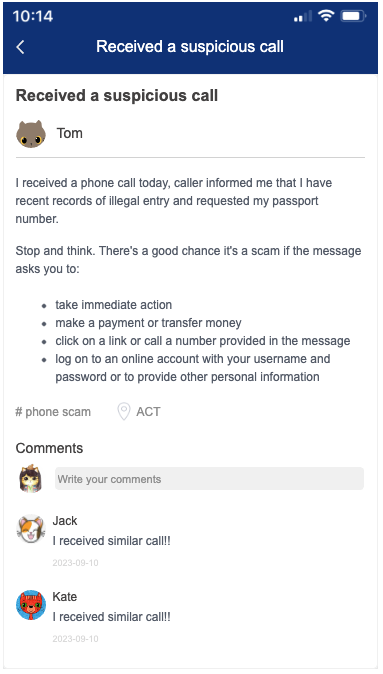 10:14
Received a suspicious call
Received a suspicious call
Tom
I received a phone call today, caller informed me that I have
recent records of illegal entry and requested my passport
number.
Stop and think. There's a good chance it's a scam if the message
asks you to:
• take immediate action
• make a payment or transfer money
• click on a link or call a number provided in the message
• log on to an online account with your username and
password or to provide other personal information
# phone scam ACT
Comments
Write your comments
Jack
I received similar call!!
2023-09-10
Kate
I received similar call!!
2023-09-10